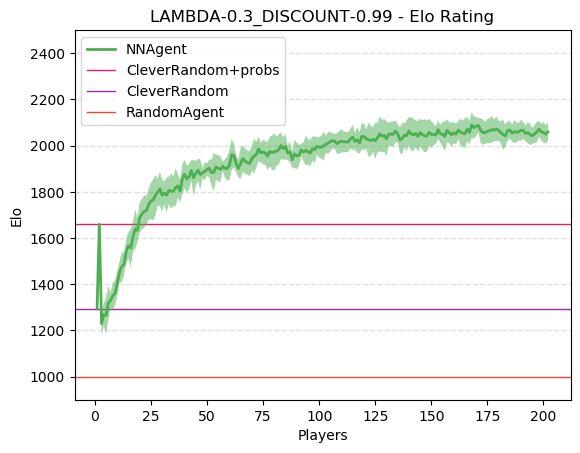 LAMBDA-0.3_DISCOUNT-0.99 - Elo Rating
2400
2200
2000
1800
1600
1400
1200
1000
Elo
NNAgent
CleverRandom+probs
CleverRandom
RandomAgent
0 25 50 75 100 125 150 175 200
Players